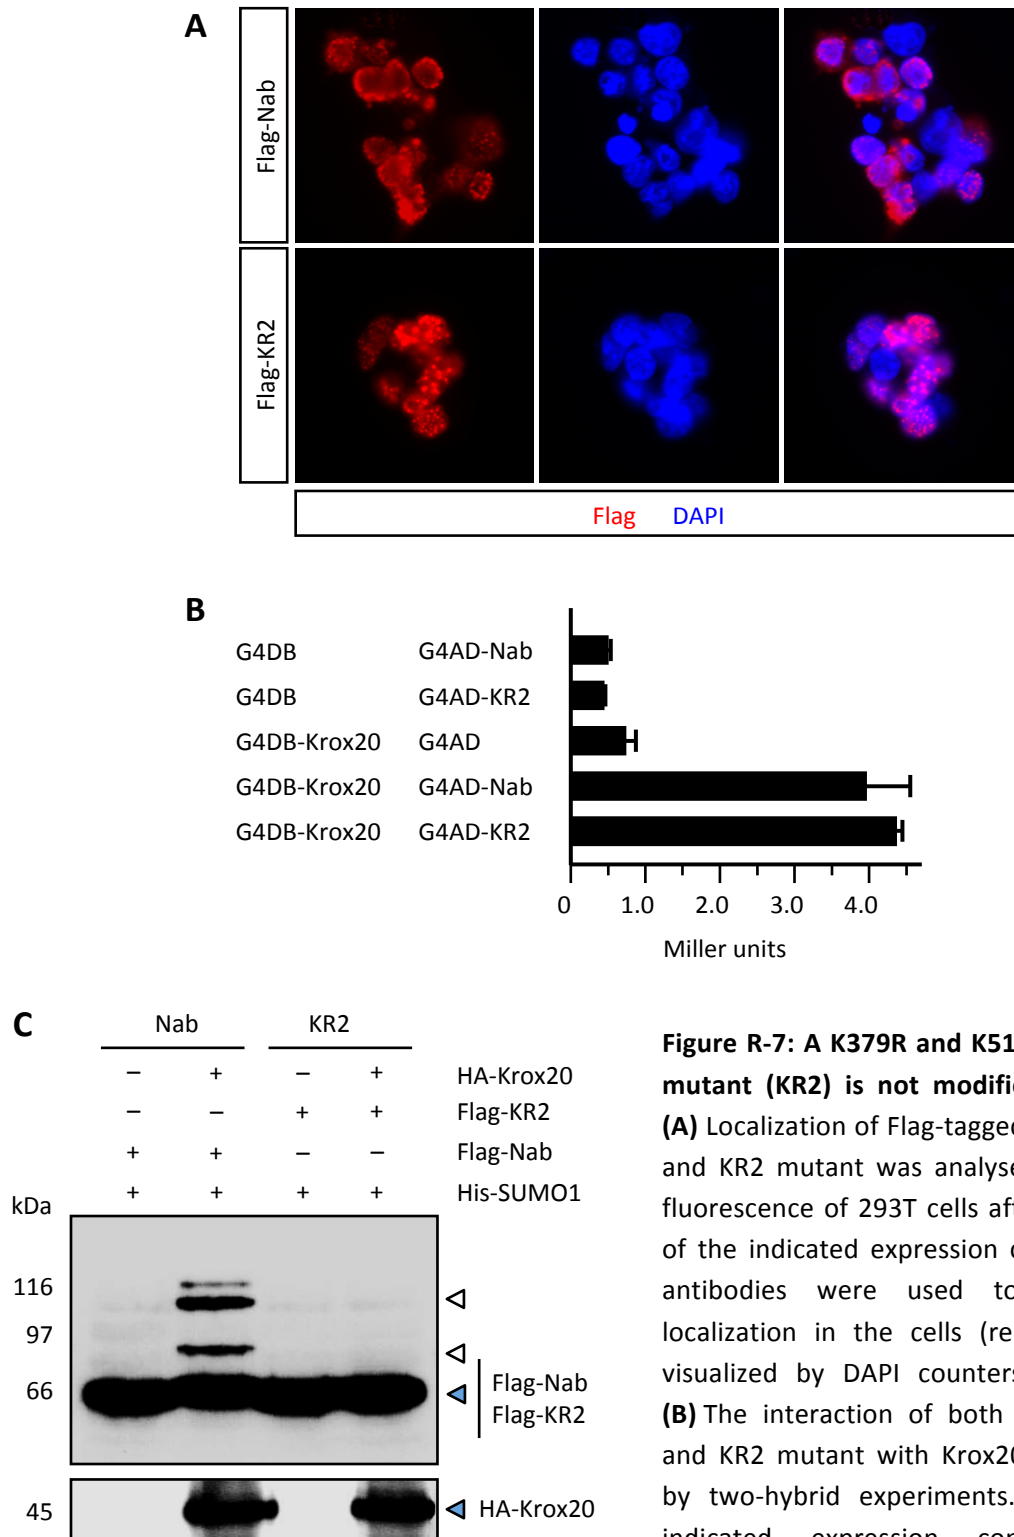 A
Flag-Nab
Flag-KR2
Flag DAPI
B
G4DB G4AD-Nab
G4DB G4AD-KR2
G4DB-Krox20 G4AD
G4DB-Krox20 G4AD-Nab
G4DB-Krox20 G4AD-KR2
0 1.0 2.0 3.0 4.0
Miller units
C
Nab KR2
– + – + HA-Krox20
– – + + Flag-KR2
+ + – – Flag-Nab
+ + + + His-SUMO1
kDa
116
97
66
Flag-Nab
Flag-KR2
45
HA-Krox20
Figure R-7: A K379R and K51
mutant (KR2) is not modific
(A) Localization of Flag-tagged
and KR2 mutant was analyse
fluorescence of 293T cells aft
of the indicated expression c
antibodies were used to
localization in the cells (re
visualized by DAPI counters
(B) The interaction of both
and KR2 mutant with Krox20
by two-hybrid experiments.
indicated expression con